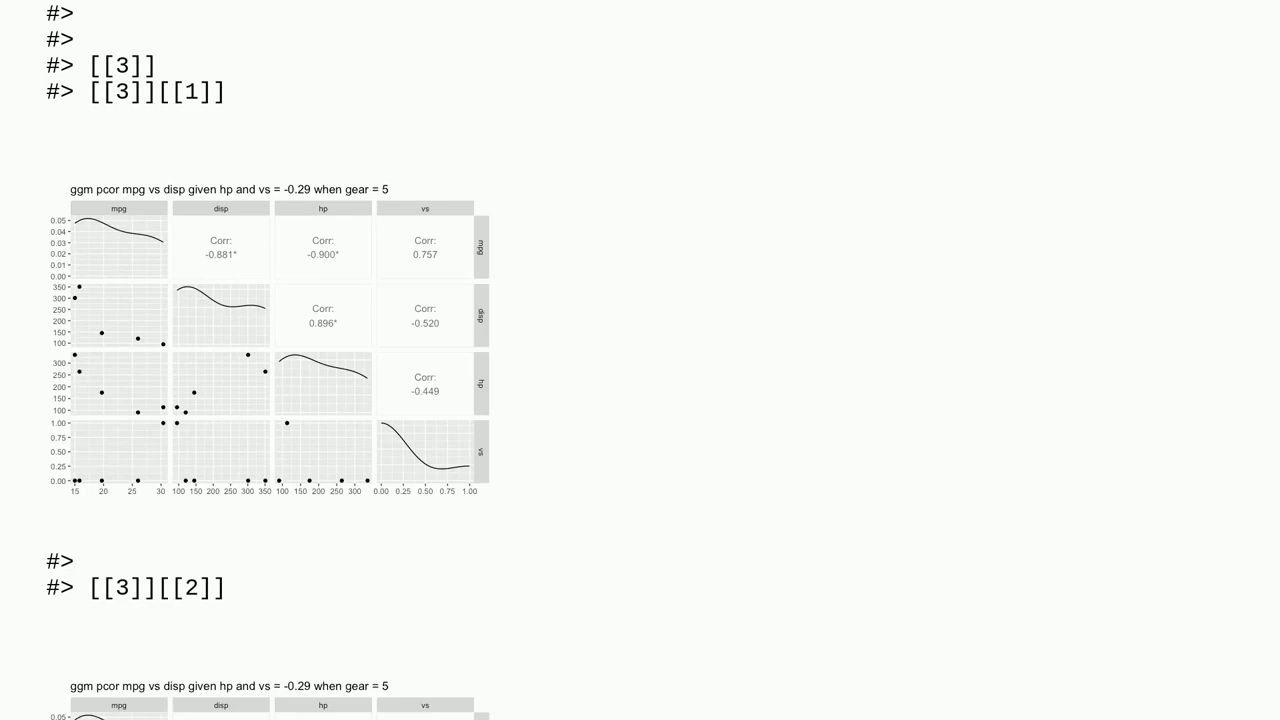 #>
#>
#> [[3]]
#> [[3]][[1]]
ggm pcor mpg vs disp given hp and vs = -0.29 when gear = 5
mpg disp hp vs
0.05
0.04
0.03
0.02
0.01
0.00
Corr:
-0.881*
Corr:
-0.900*
Corr:
0.757
mpg
350
300
250
200
150
100
Corr:
0.896*
Corr:
-0.520
disp
300
250
200
150
100
Corr:
-0.449
hp
1.00
0.75
0.50
0.25
0.00
vs
15 20 25 30 100 150 200 250 300 350 100 150 200 250 300 0.00 0.25 0.50 0.75 1.00
#>
#> [[3]][[2]]
ggm pcor mpg vs disp given hp and vs = -0.29 when gear = 5
mpg disp hp vs
0.05